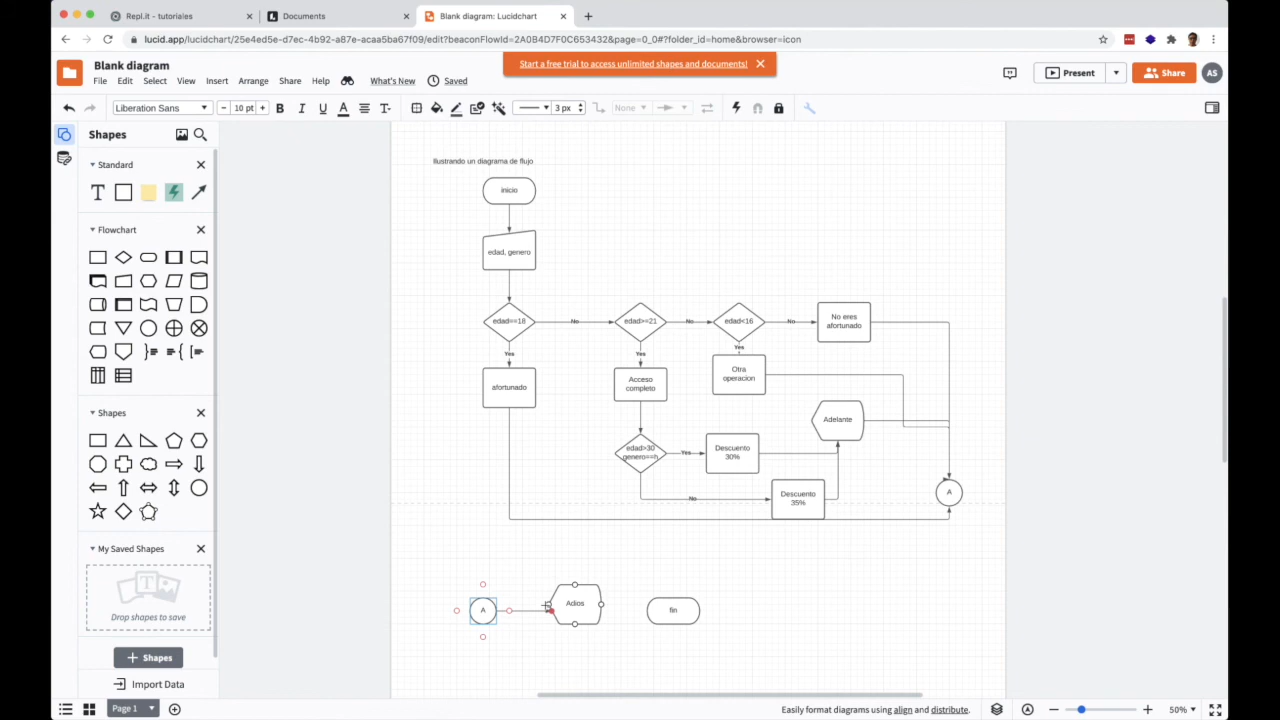 Repl.it - tutoriales
Documents
Blank diagram: Lucidchart
lucid.app/lucidchart/25e4ed5e-d7ec-4b92-a87e-acaa5ba67f09/edit?beaconFlowId=2A0B4D7F0C653432&page=0_0#?folder_id=home&browser=icon
Blank diagram
Start a free trial to access unlimited shapes and documents!
File Edit Select View Insert Arrange Share Help What's New Saved
Present
Share
AS
Liberation Sans
10 pt
B I U A T
3 px
None
Shapes
Standard
T
Flowchart
Shapes
My Saved Shapes
T
Drop shapes to save
Shapes
Import Data
Ilustrando un diagrama de flujo
inicio
edad, genero
edad==18
No
edad>=21
No
edad<16
No
No eres
afortunado
Yes
Yes
Yes
afortunado
Acceso
completo
Otra
operacion
Adelante
edad>30
genero==h
Yes
Descuento
30%
No
Descuento
35%
A
A
Adios
fin
Page 1
Easily format diagrams using align and distribute.
50%